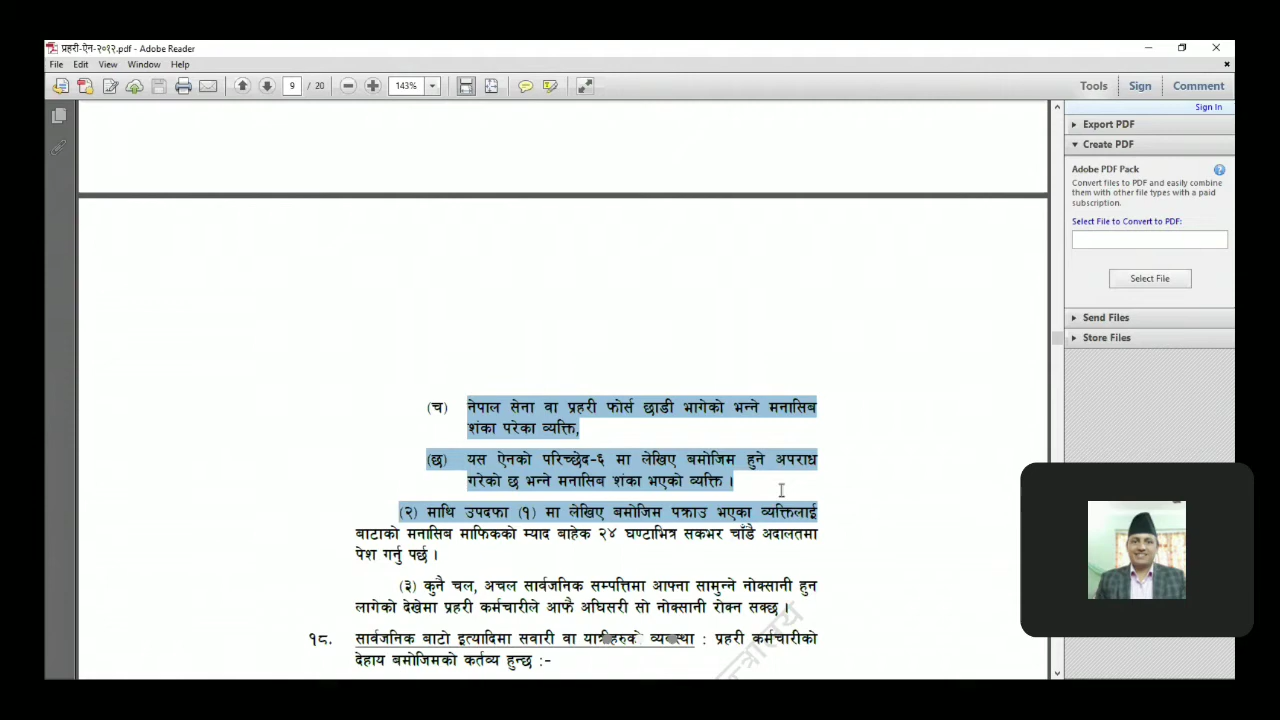 प्रहरी-ऐन-२०१२.pdf - Adobe Reader
File Edit View Window Help
9 / 20 143% Tools Sign Comment
Sign In
Export PDF
Create PDF
Adobe PDF Pack
Convert files to PDF and easily combine
them with other file types with a paid
subscription.
Select File to Convert to PDF:
Select File
Send Files
Store Files
(च) नेपाल सेना वा प्रहरी फोर्स छाडी भागेको भन्ने मनासिब
शंका परेका व्यक्ति,
(छ) यस ऐनको परिच्छेद-६ मा लेखिए बमोजिम हुने अपराध
गरेको छ भन्ने मनासिब शंका भएको व्यक्ति ।
(२) माथि उपदफा (१) मा लेखिए बमोजिम पक्राउ भएका व्यक्तिलाई
बाटाको मनासिब माफिकको म्याद बाहेक २४ घण्टाभित्र सकभर चाँडै अदालतमा
पेश गर्नु पर्छ ।
(३) कुनै चल, अचल सार्वजनिक सम्पत्तिमा आफ्ना सामुन्ने नोक्सानी हुन
लागेको देखेमा प्रहरी कर्मचारीले आफैं अघिसरी सो नोक्सानी रोक्न सक्छ ।
१८. सार्वजनिक बाटो इत्यादिमा सवारी वा यात्रीहरुको व्यवस्था : प्रहरी कर्मचारीको
देहाय बमोजिमको कर्तव्य हुन्छ :-